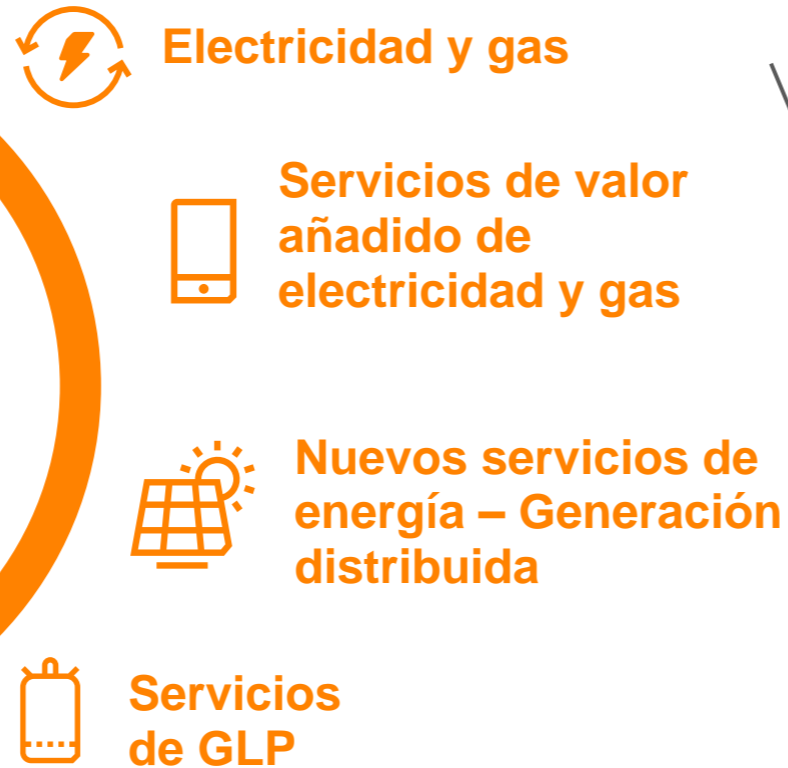 Electricidad y gas
Servicios de valor
añadido de
electricidad y gas
Nuevos servicios de
energía – Generación
distribuida
Servicios
de GLP